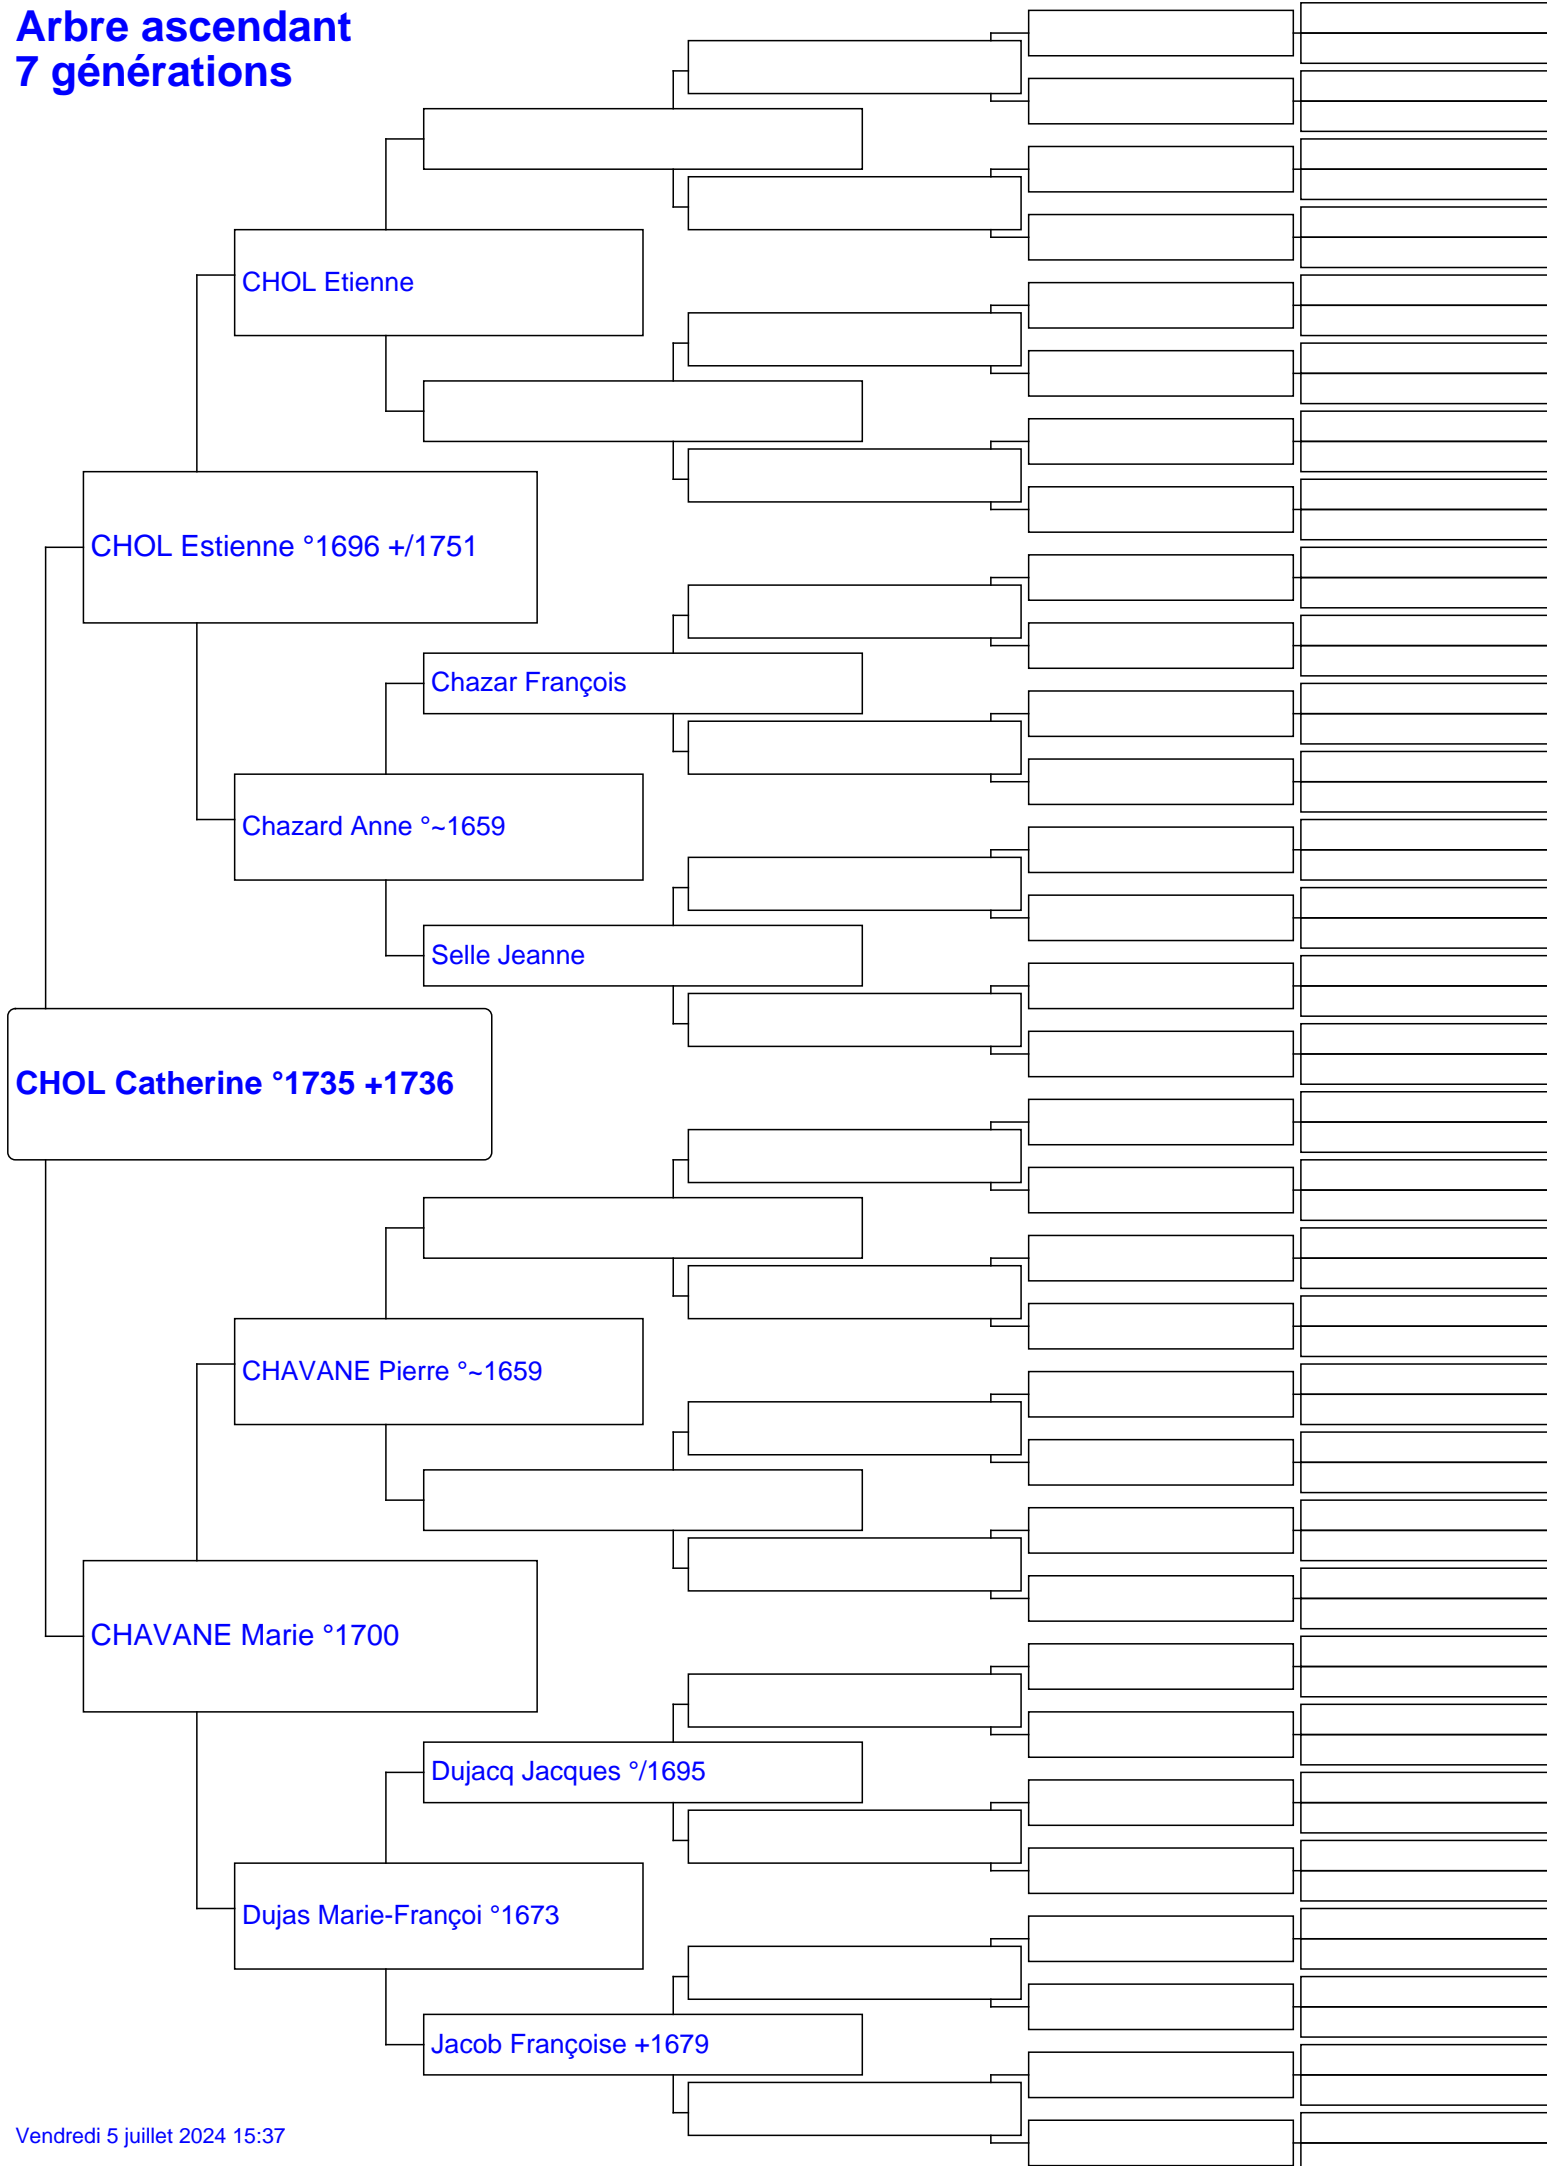 Arbre ascendant
7 générations
CHOL Etienne
CHOL Estienne °1696 +/1751
Chazar François
Chazard Anne °~1659
Selle Jeanne
CHOL Catherine °1735 +1736
CHAVANE Pierre °~1659
CHAVANE Marie °1700
Dujacq Jacques °/1695
Dujas Marie-Françoi °1673
Jacob Françoise +1679
Vendredi 5 juillet 2024 15:37